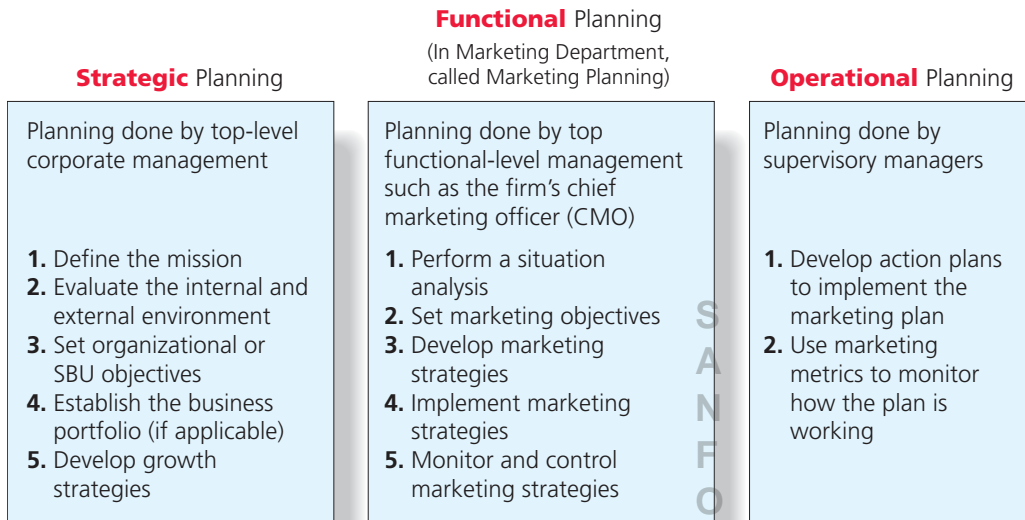 Strategic Planning
Planning done by top-level
corporate management
1. Define the mission
2. Evaluate the internal and
external environment
3. Set organizational or
SBU objectives
4. Establish the business
portfolio (if applicable)
5. Develop growth
strategies
Functional Planning
(In Marketing Department,
called Marketing Planning)
Planning done by top
functional-level management
such as the firm’s chief
marketing officer (CMO)
1. Perform a situation
analysis
2. Set marketing objectives
3. Develop marketing
strategies
4. Implement marketing
strategies
5. Monitor and control
marketing strategies
S
A
N
F
O
Operational Planning
Planning done by
supervisory managers
1. Develop action plans
to implement the
marketing plan
2. Use marketing
metrics to monitor
how the plan is
working